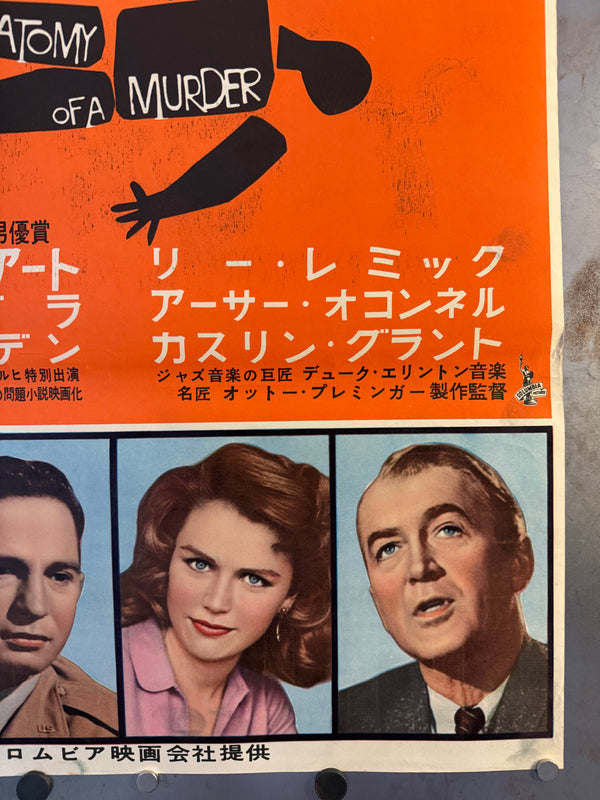 ATOMY
OF A MURDER
男優賞
アート リー・レミック
ラ アーサー・オコンネル
デン カスリン・グラント
ルヒ特別出演 ジャズ音楽の巨匠 デューク・エリントン音楽
の問題小説映画化 名匠 オットー・プレミンガー 製作監督
COLUMBIA
PICTURES
U.S.
ロムビア映画会社提供